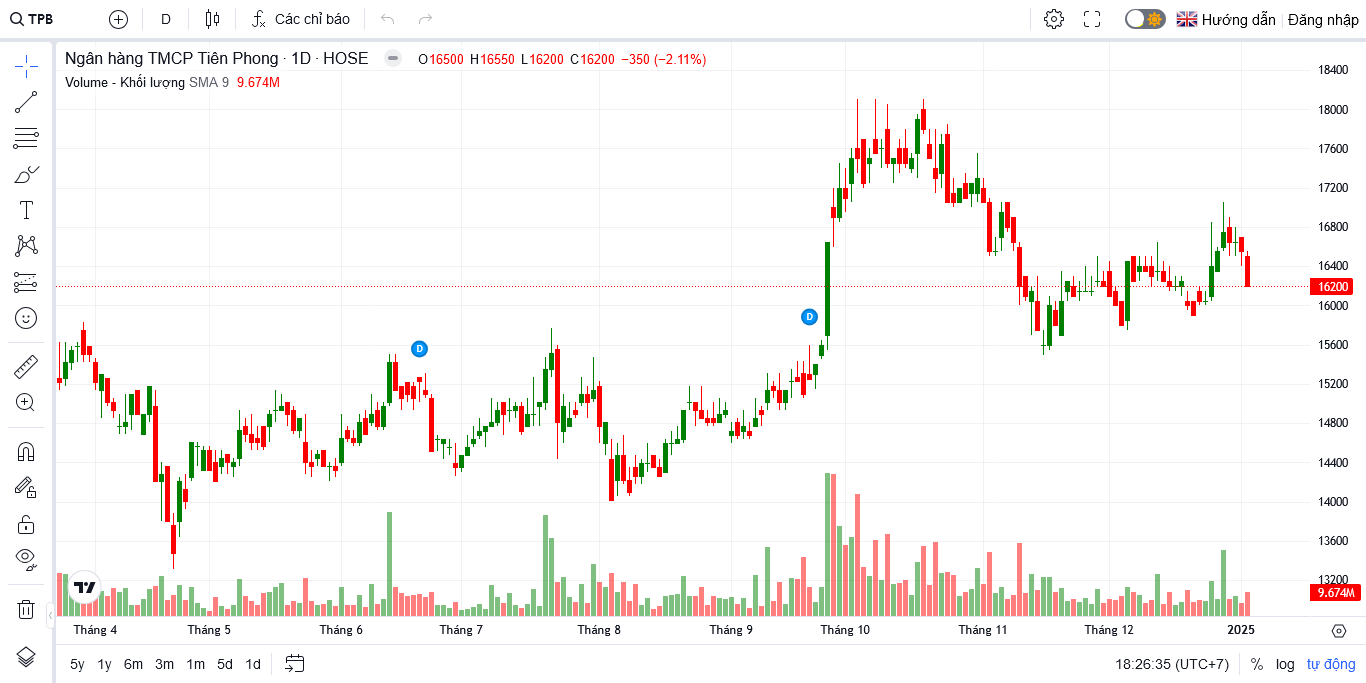 TPB D Các chỉ báo Hướng dẫn Đăng nhập
Ngân hàng TMCP Tiên Phong · 1D · HOSE O16500 H16550 L16200 C16200 −350 (−2.11%)
Volume - Khối lượng SMA 9 9.674M
18400
18000
17600
17200
16800
16400
16200
16000
15600
15200
14800
14400
14000
13600
13200
9.674M
D
D
Tháng 4 Tháng 5 Tháng 6 Tháng 7 Tháng 8 Tháng 9 Tháng 10 Tháng 11 Tháng 12 2025
5y 1y 6m 3m 1m 5d 1d 18:26:35 (UTC+7) % log tự động